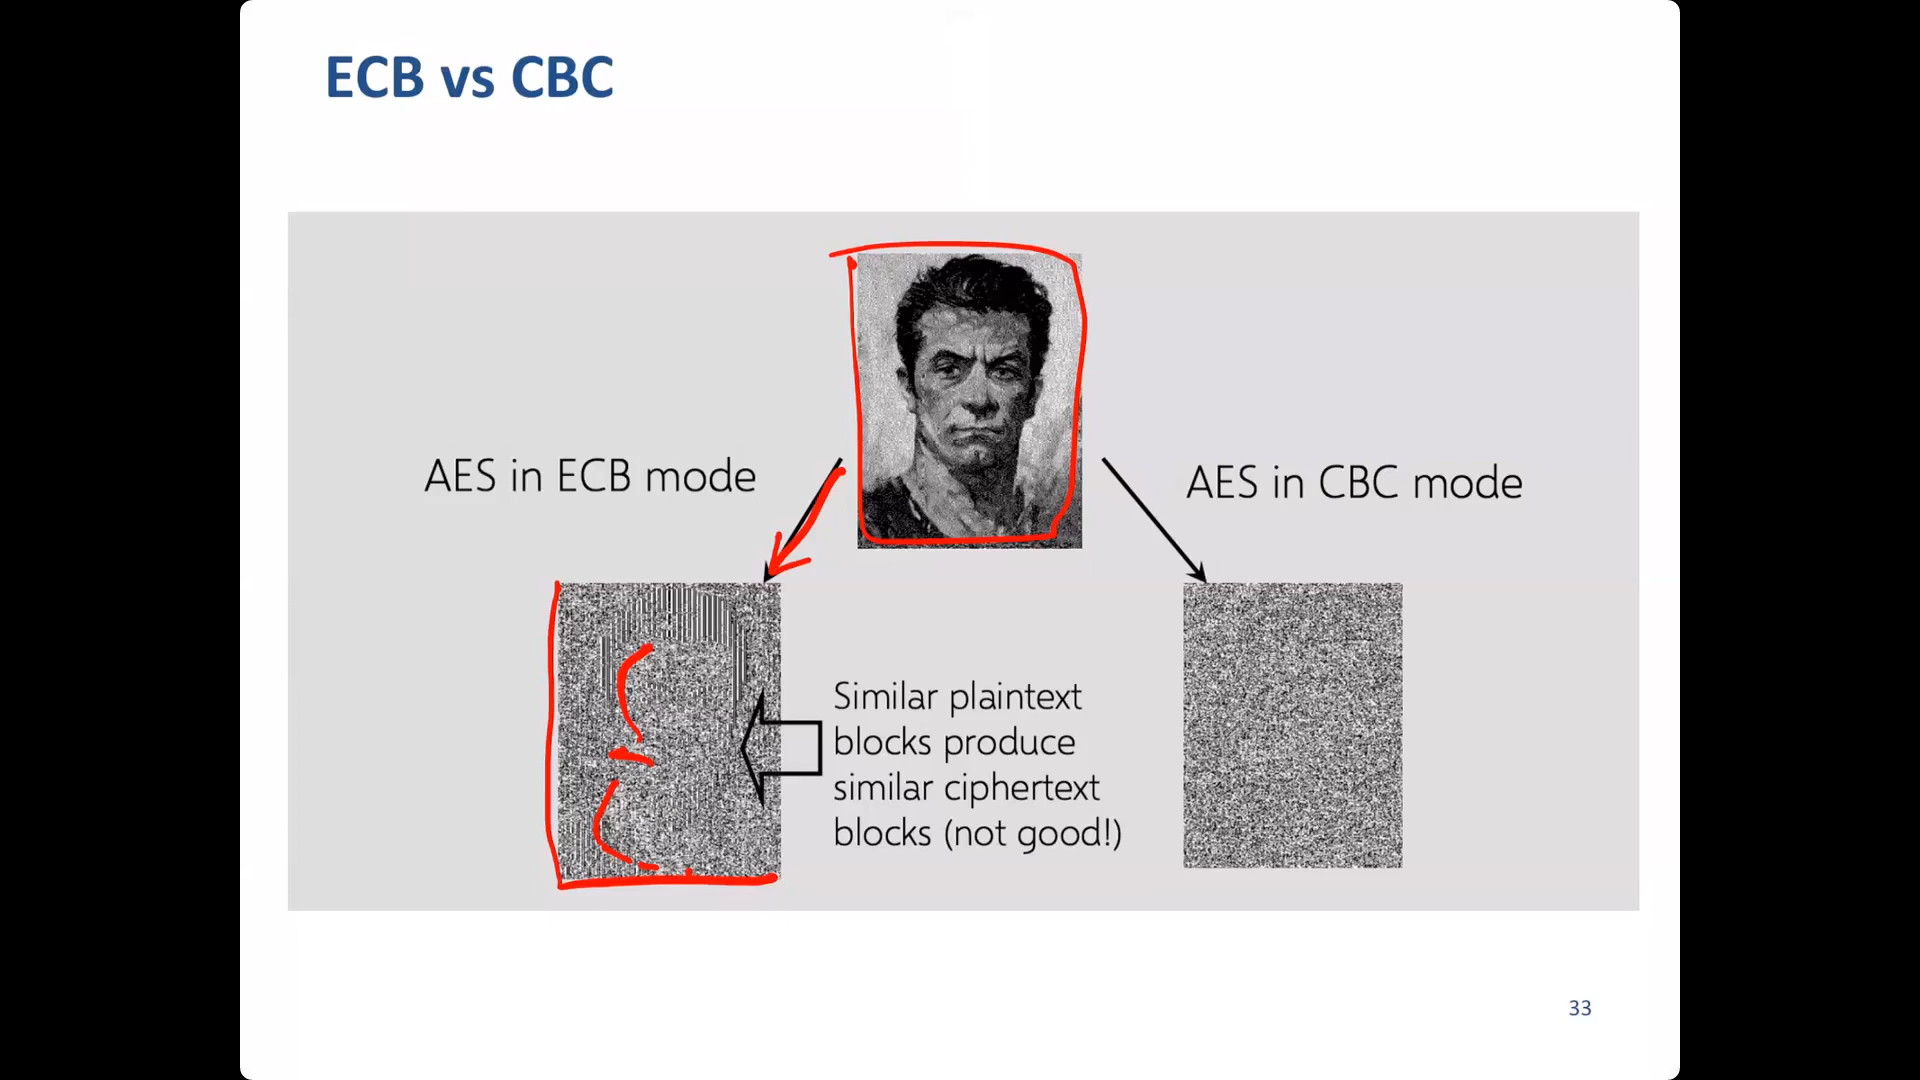 ECB vs CBC
AES in ECB mode
AES in CBC mode
Similar plaintext
blocks produce
similar ciphertext
blocks (not good!)
33